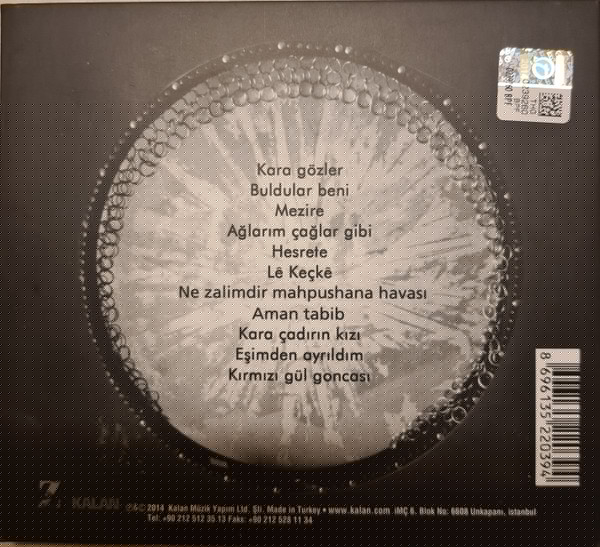 Kara gözler
Buldular beni
Mezire
Ağlarım çağlar gibi
Hesrete
Lê Keçkê
Ne zalimdir mahpushana havası
Aman tabib
Kara çadırın kızı
Eşimden ayrıldım
Kırmızı gül goncası
8 696135 220394
KALAN ℗&© 2014 Kalan Müzik Yapım Ltd. Şti. Made in Turkey • www.kalan.com iMÇ 6. Blok No: 6608 Unkapanı, istanbul
Tel: +90 212 512 35 13 Faks: +90 212 528 11 34